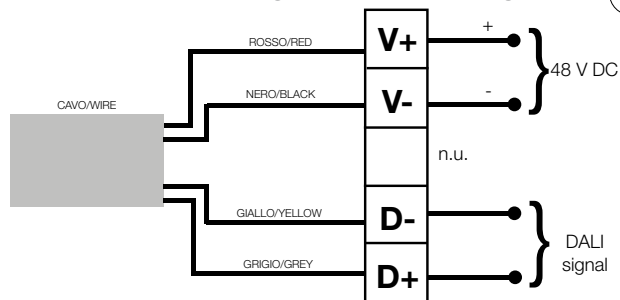 ROSSO/RED
V+
+
48 V DC
CAVO/WIRE
NERO/BLACK
V-
-
n.u.
GIALLO/YELLOW
D-
DALI
signal
GRIGIO/GREY
D+